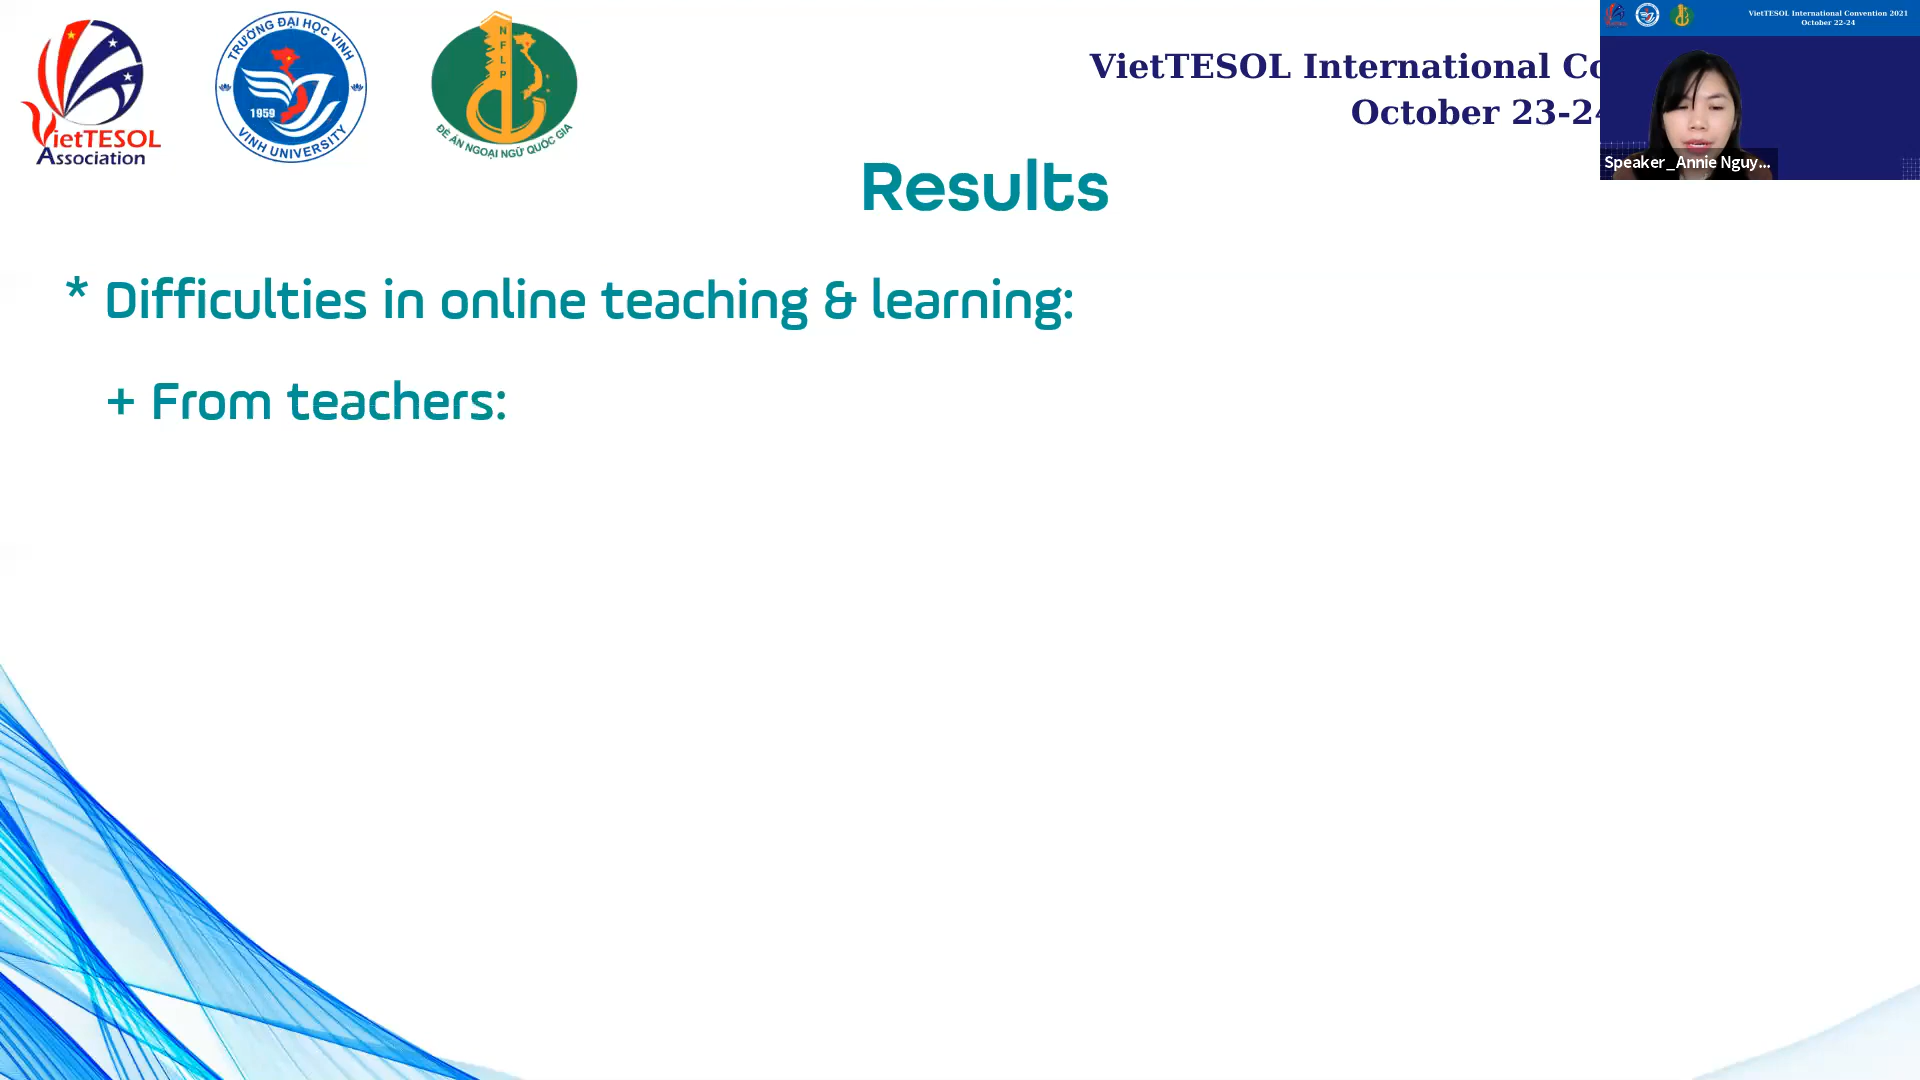 VietTESOL
Association
TRƯỜNG ĐẠI HỌC VINH
1959
VINH UNIVERSITY
NFLP
ĐỀ ÁN NGOẠI NGỮ QUỐC GIA
VietTESOL International Co
October 23-24
VietTESOL International Convention 2021
October 22-24
Speaker_Annie Nguy...
Results
* Difficulties in online teaching & learning:
+ From teachers: